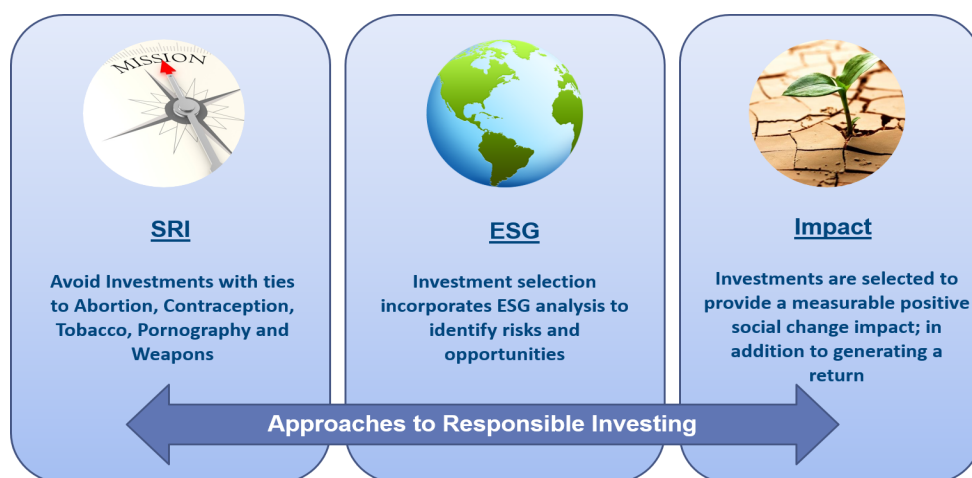 MISSION
SRI
Avoid Investments with ties
to Abortion, Contraception,
Tobacco, Pornography and
Weapons
ESG
Investment selection
incorporates ESG analysis to
identify risks and
opportunities
Impact
Investments are selected to
provide a measurable positive
social change impact; in
addition to generating a
return
Approaches to Responsible Investing